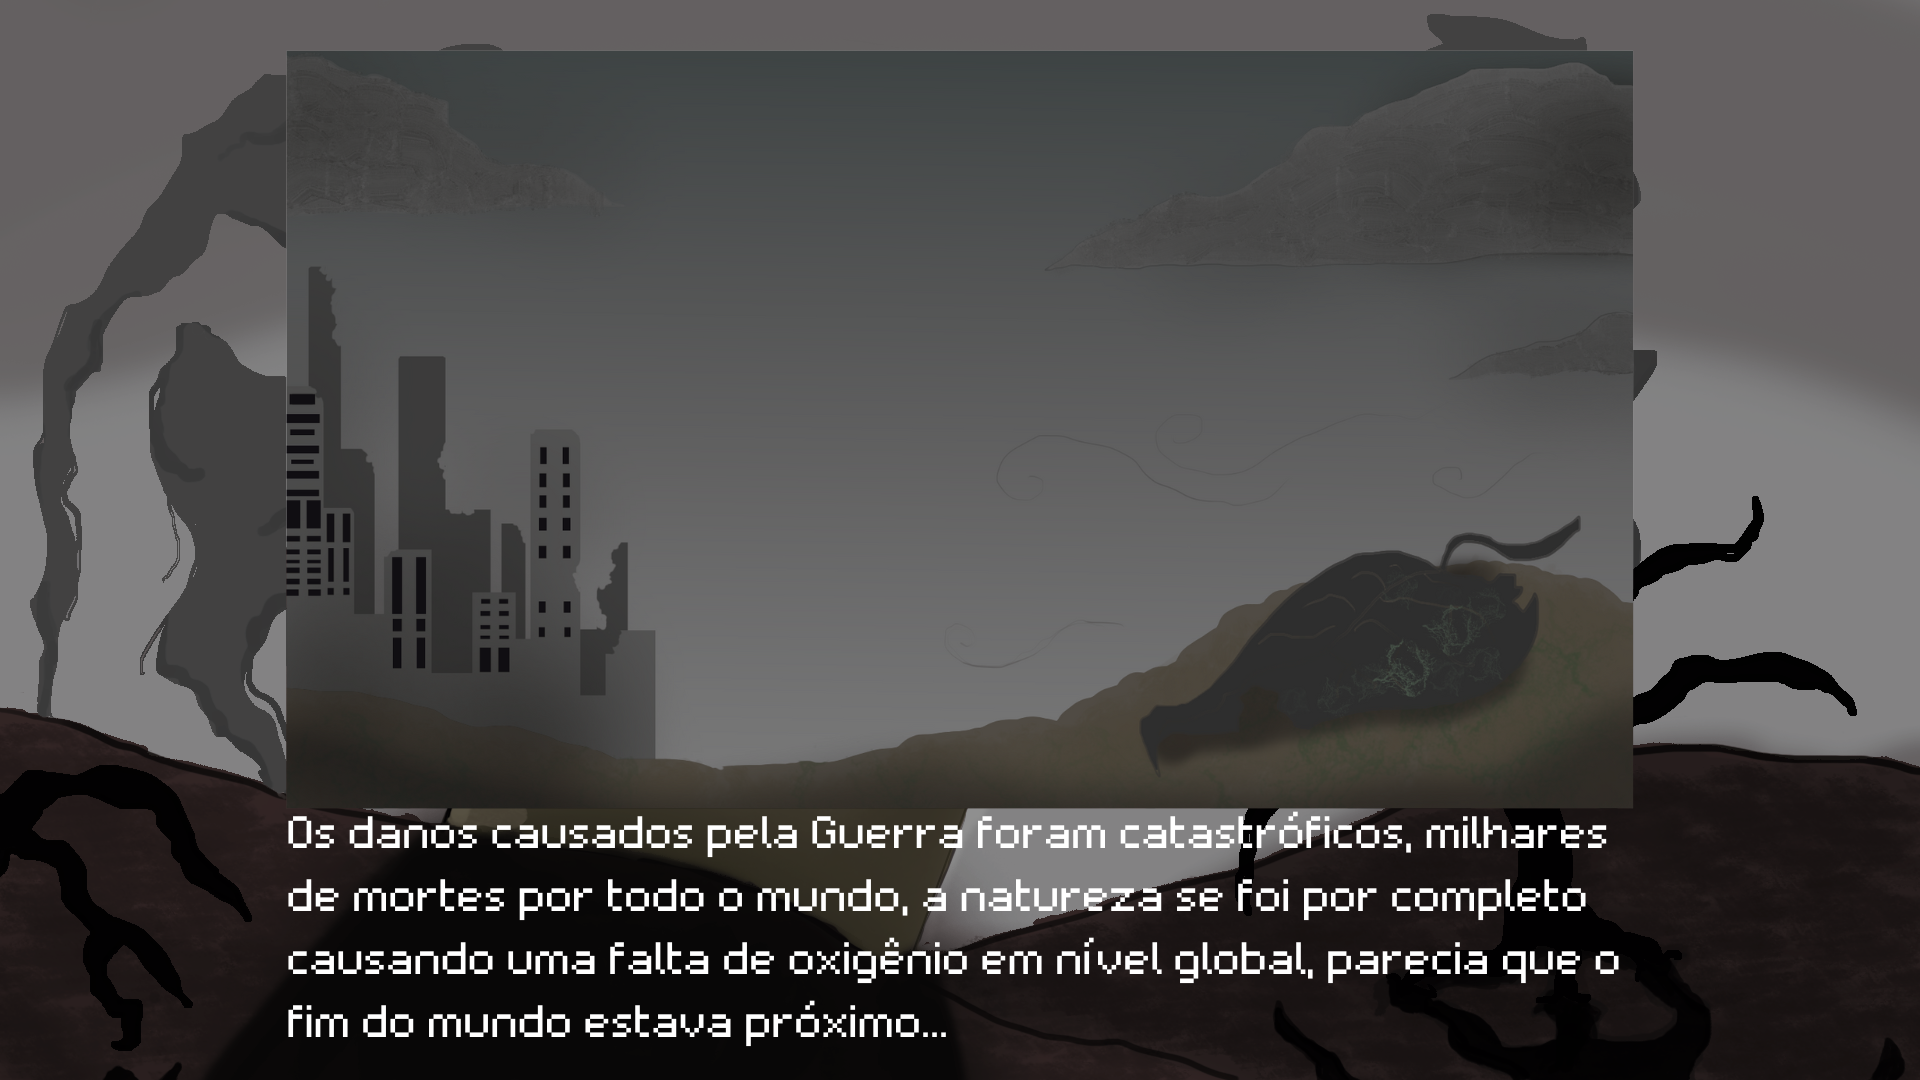 Os danos causados pela Guerra foram catastróficos, milhares
de mortes por todo o mundo, a natureza se foi por completo
causando uma falta de oxigênio em nível global, parecia que o
fim do mundo estava próximo...